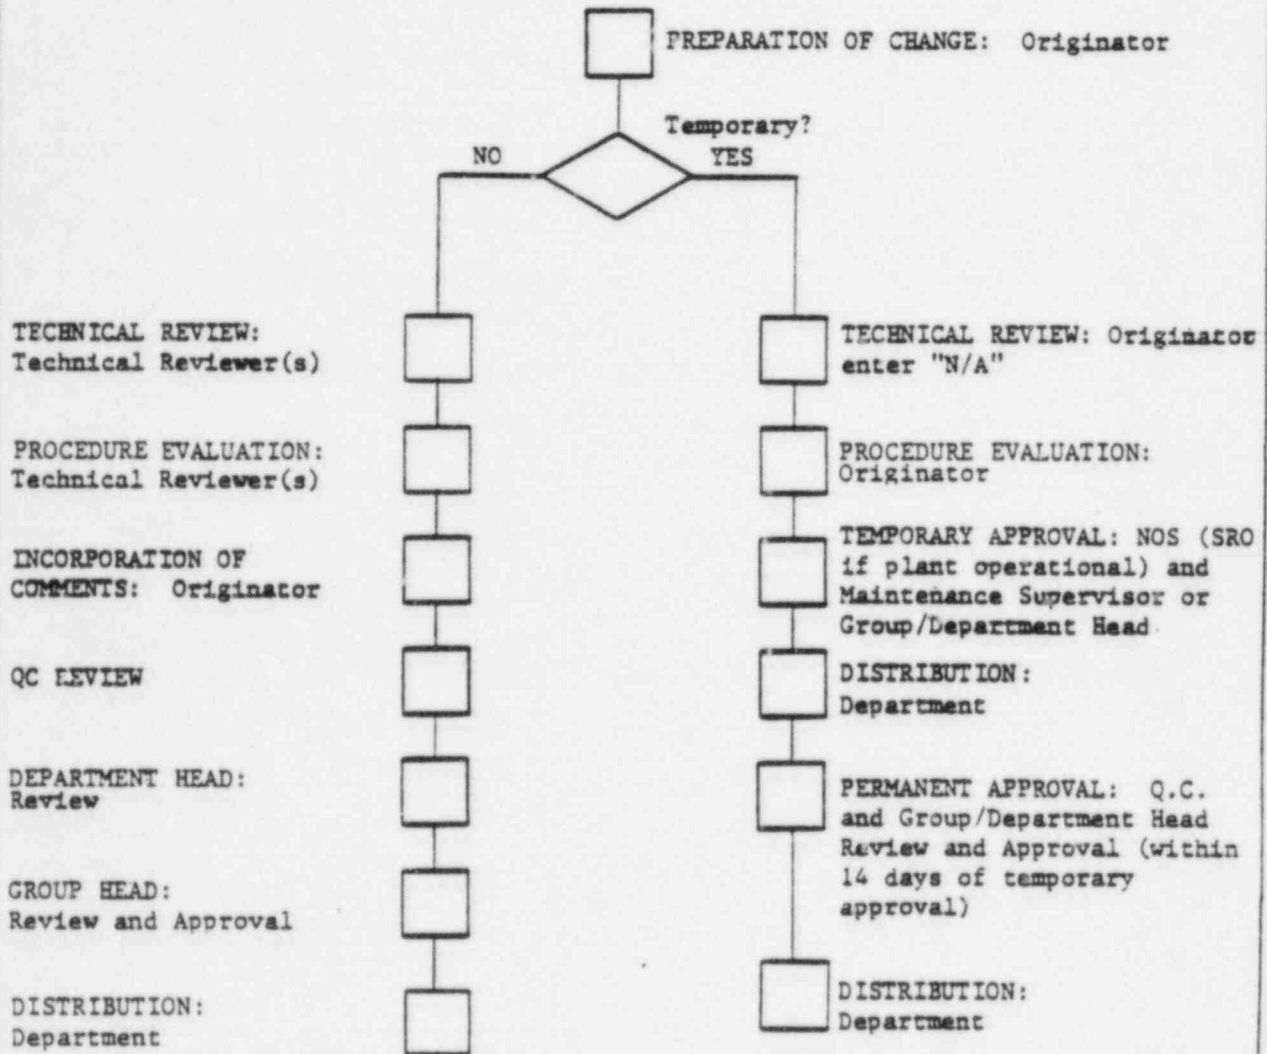 PREPARATION OF CHANGE: Originator
Temporary?
NO
YES
TECHNICAL REVIEW:
Technical Reviewer(s)
PROCEDURE EVALUATION:
Technical Reviewer(s)
INCORPORATION OF
COMMENTS: Originator
QC REVIEW
DEPARTMENT HEAD:
Review
GROUP HEAD:
Review and Approval
DISTRIBUTION:
Department
TECHNICAL REVIEW: Originator
enter "N/A"
PROCEDURE EVALUATION:
Originator
TEMPORARY APPROVAL: NOS (SRO
if plant operational) and
Maintenance Supervisor or
Group/Department Head
DISTRIBUTION:
Department
PERMANENT APPROVAL: Q.C.
and Group/Department Head
Review and Approval (within
14 days of temporary
approval)
DISTRIBUTION:
Department